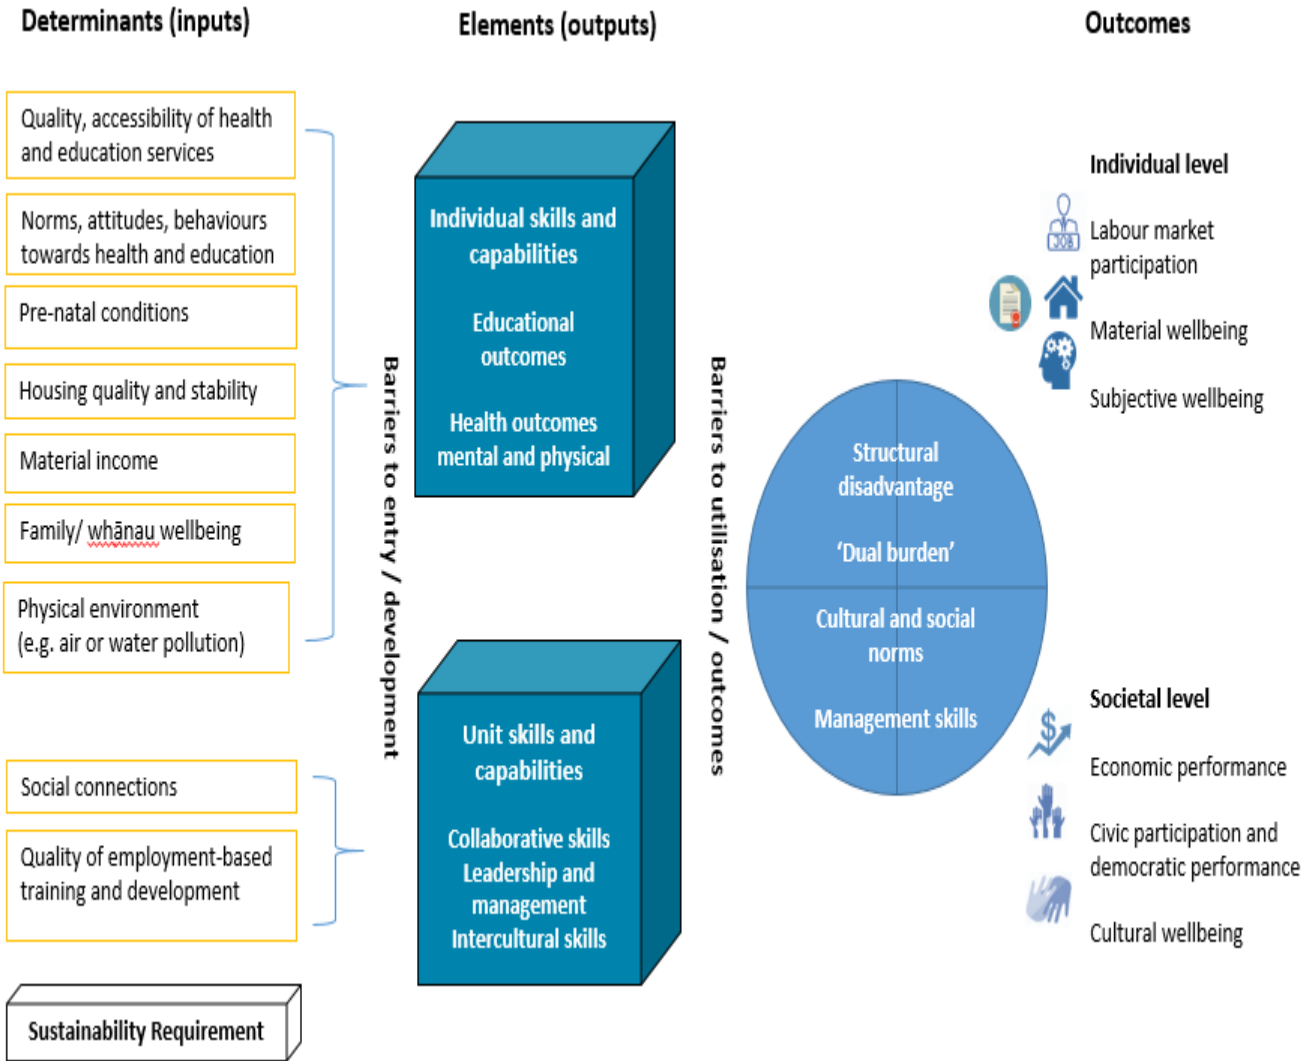 Determinants (inputs)
Elements (outputs)
Outcomes
Quality, accessibility of health
and education services
Norms, attitudes, behaviours
towards health and education
Pre-natal conditions
Housing quality and stability
Material income
Family/ whānau wellbeing
Physical environment
(e.g. air or water pollution)
Social connections
Quality of employment-based
training and development
Sustainability Requirement
Barriers to entry / development
Individual skills and
capabilities
Educational
outcomes
Health outcomes
mental and physical
Unit skills and
capabilities
Collaborative skills
Leadership and
management
Intercultural skills
Barriers to utilisation / outcomes
Structural
disadvantage
‘Dual burden’
Cultural and social
norms
Management skills
Individual level
JOB
Labour market
participation
Material wellbeing
Subjective wellbeing
Societal level
$
Economic performance
Civic participation and
democratic performance
Cultural wellbeing